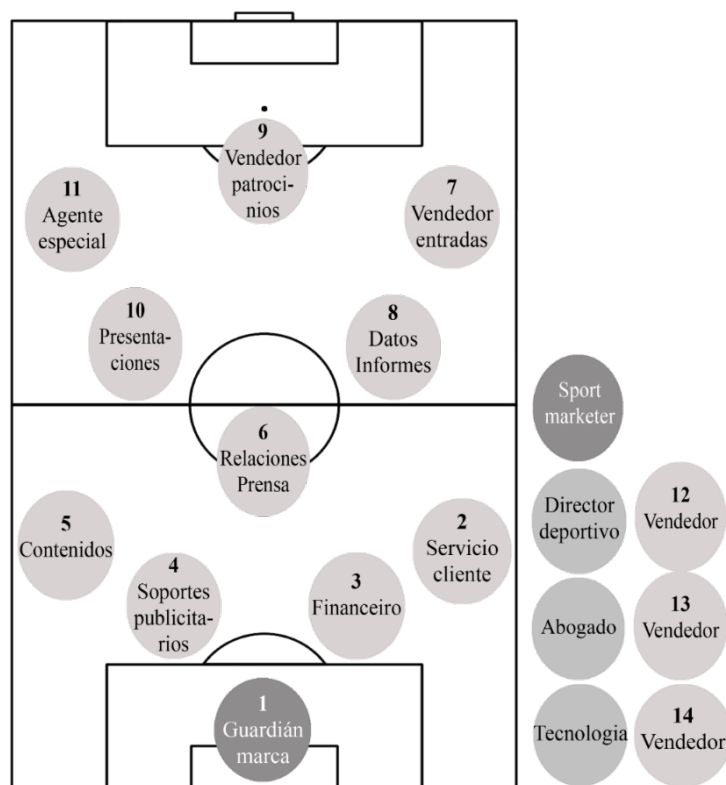 9
Vendedor
patroci-
nios
11
Agente
especial
7
Vendedor
entradas
10
Presenta-
ciones
8
Datos
Informes
6
Relaciones
Prensa
5
Contenidos
4
Soportes
publicita-
rios
3
Financeiro
2
Servicio
cliente
1
Guardián
marca
Sport
marketer
Director
deportivo
12
Vendedor
Abogado
13
Vendedor
Tecnologia
14
Vendedor